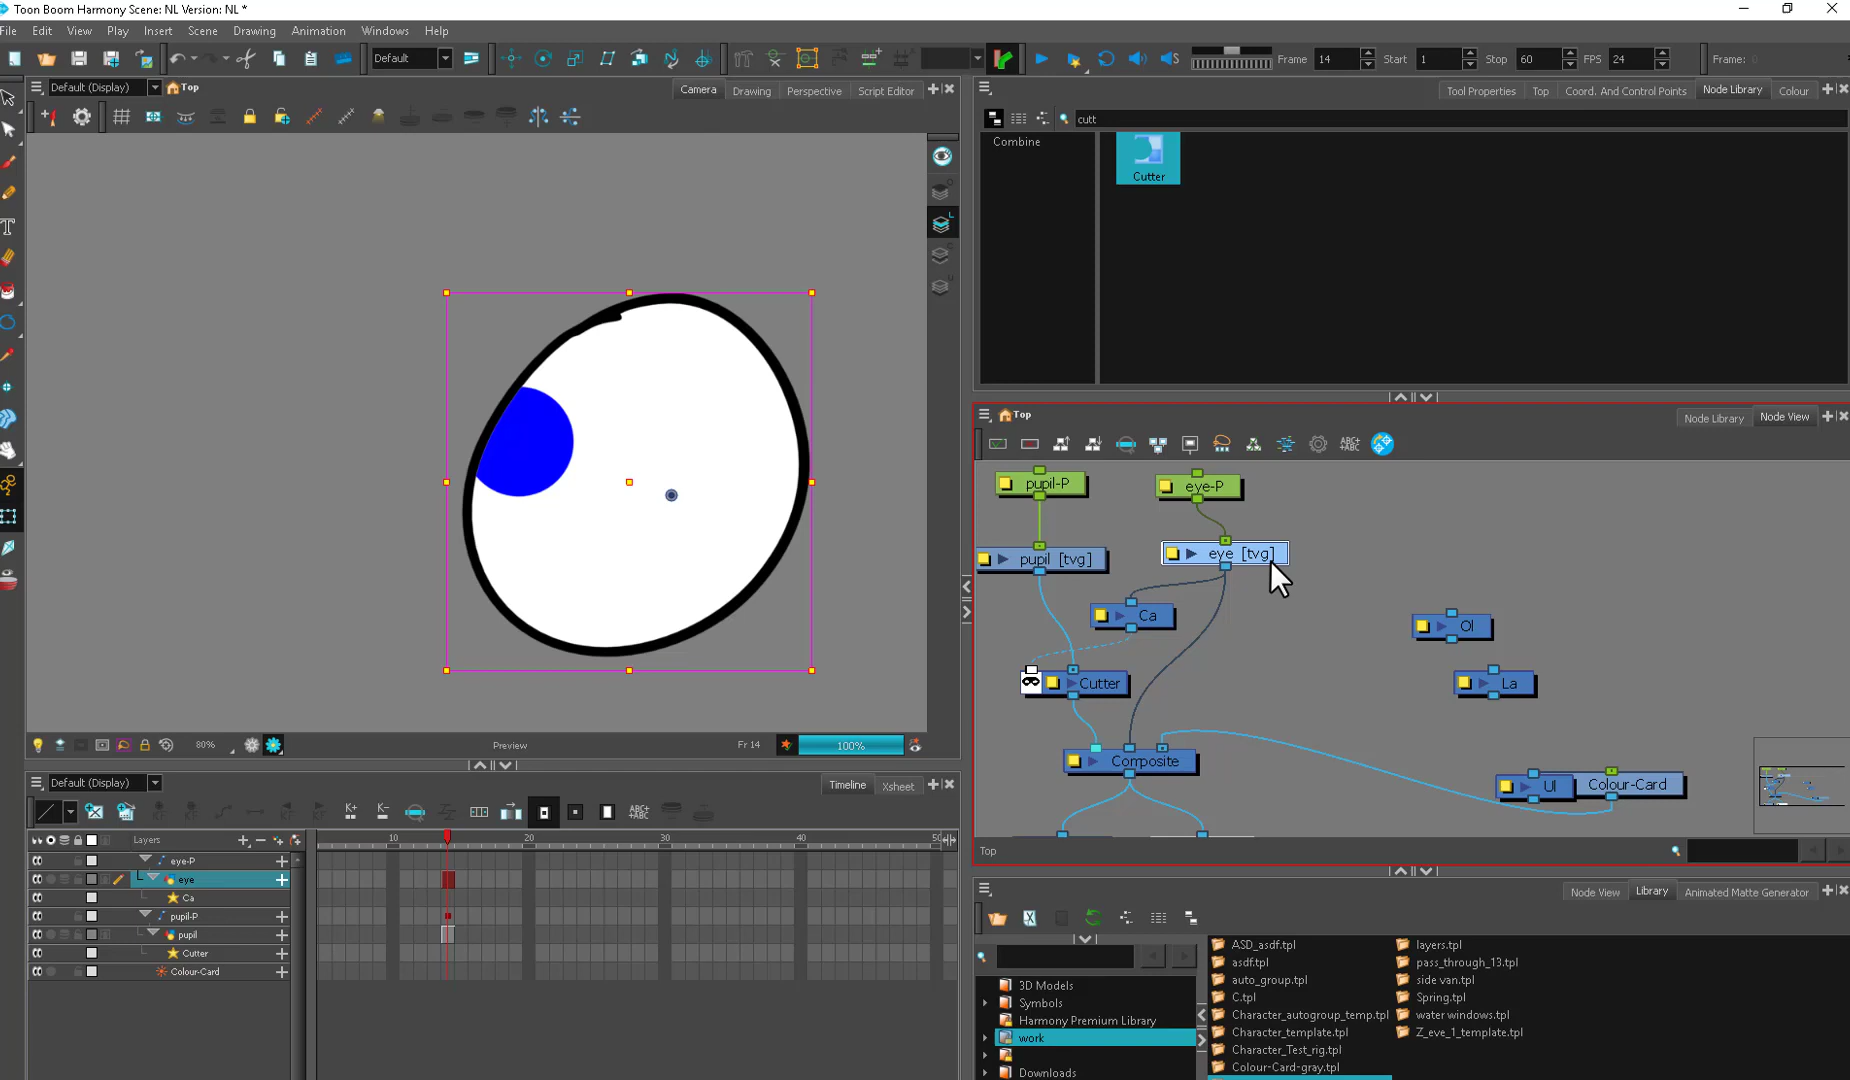 Toon Boom Harmony Scene: NL Version: NL *
File Edit View Play Insert Scene Drawing Animation Windows Help
Default Frame 14 Start 1 Stop 60 FPS 24 Frame: 0
Default (Display) Top Camera Drawing Perspective Script Editor
Tool Properties Top Coord. And Control Points Node Library Colour
cutt
Combine
Cutter
Top Node Library Node View
pupil-P eye-P
pupil [tvg] eye [tvg]
Ca
Ol
Cutter
La
Composite
Ul Colour-Card
Top
80% Preview Fr 14 100%
Default (Display) Timeline Xsheet
Layers 10 20 30 40 50
eye-P
eye
Ca
pupil-P
pupil
Cutter
Colour-Card
Node View Library Animated Matte Generator
3D Models
Symbols
Harmony Premium Library
work
Downloads
ASD_asdf.tpl
asdf.tpl
auto_group.tpl
C.tpl
Character_autogroup_temp.tpl
Character_template.tpl
Character_Test_rig.tpl
Colour-Card-gray.tpl
layers.tpl
pass_through_13.tpl
side van.tpl
Spring.tpl
water windows.tpl
Z_eve_1_template.tpl